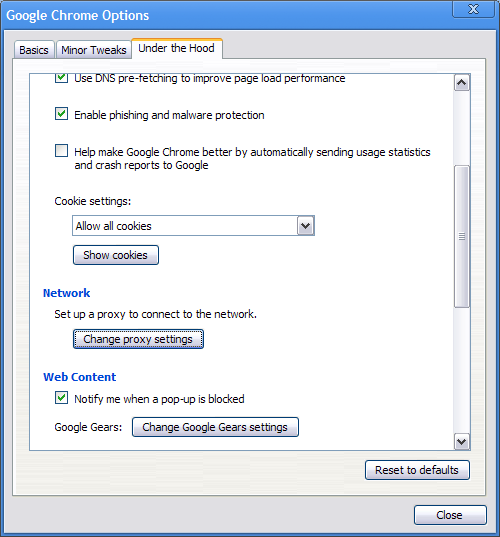 Google Chrome Options
Basics
Minor Tweaks
Under the Hood
Use DNS pre-fetching to improve page load performance
Enable phishing and malware protection
Help make Google Chrome better by automatically sending usage statistics
and crash reports to Google
Cookie settings:
Allow all cookies
Show cookies
Network
Set up a proxy to connect to the network.
Change proxy settings
Web Content
Notify me when a pop-up is blocked
Google Gears:
Change Google Gears settings
Reset to defaults
Close